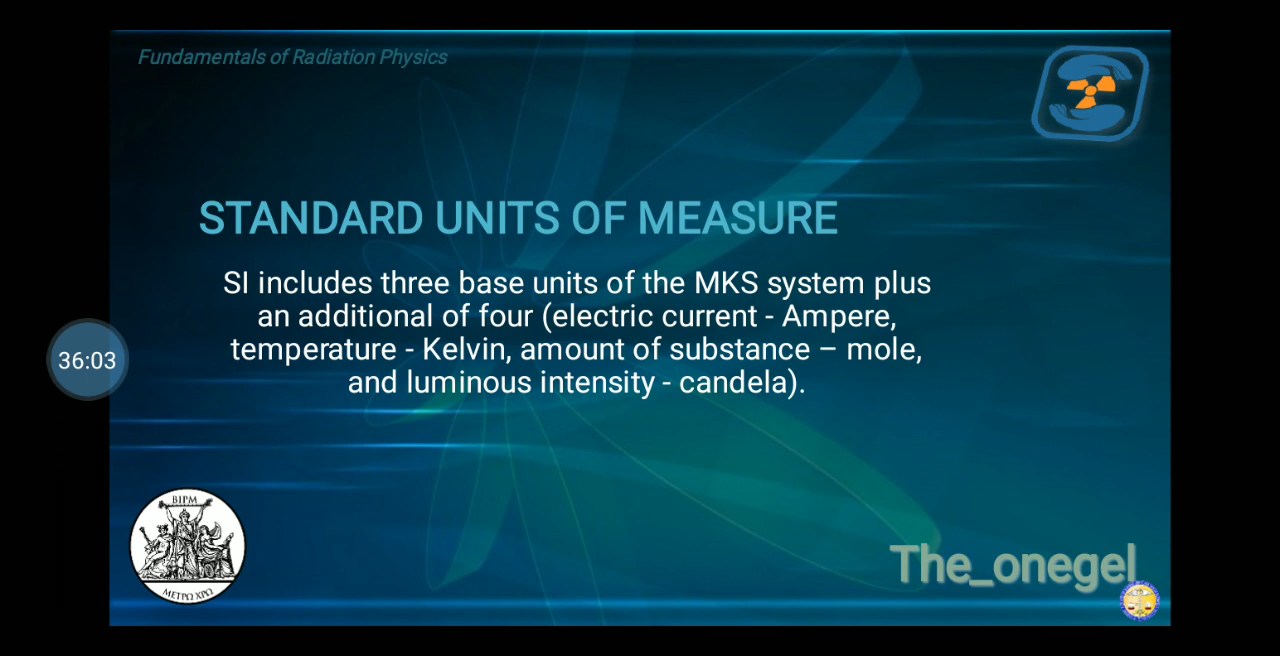 Fundamentals of Radiation Physics
STANDARD UNITS OF MEASURE
SI includes three base units of the MKS system plus
an additional of four (electric current - Ampere,
temperature - Kelvin, amount of substance – mole,
and luminous intensity - candela).
36:03
BIPM
ΜΕΤΡΩ ΧΡΩ
The_onegel